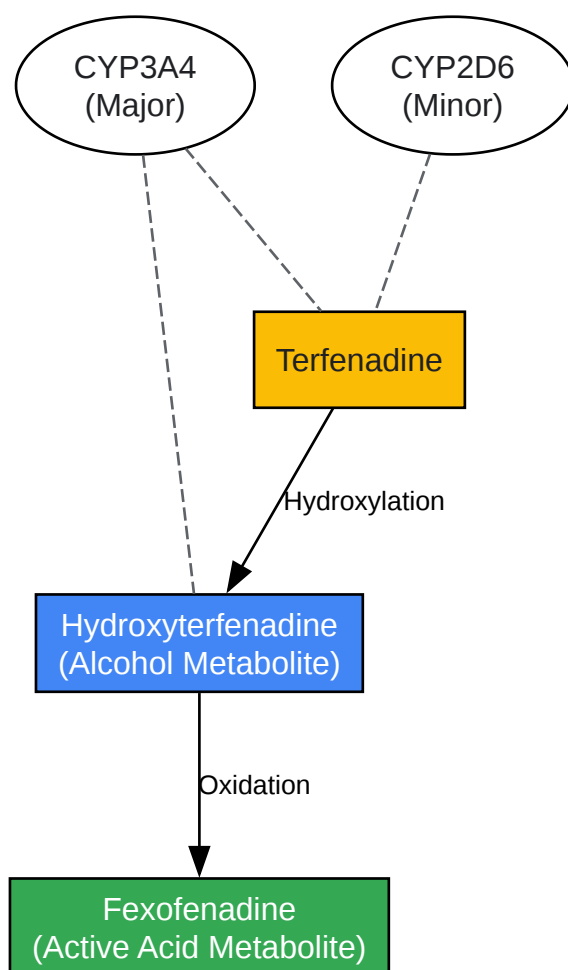 CYP3A4
(Major)
CYP2D6
(Minor)
Terfenadine
Hydroxylation
Hydroxyterfenadine
(Alcohol Metabolite)
Oxidation
Fexofenadine
(Active Acid Metabolite)